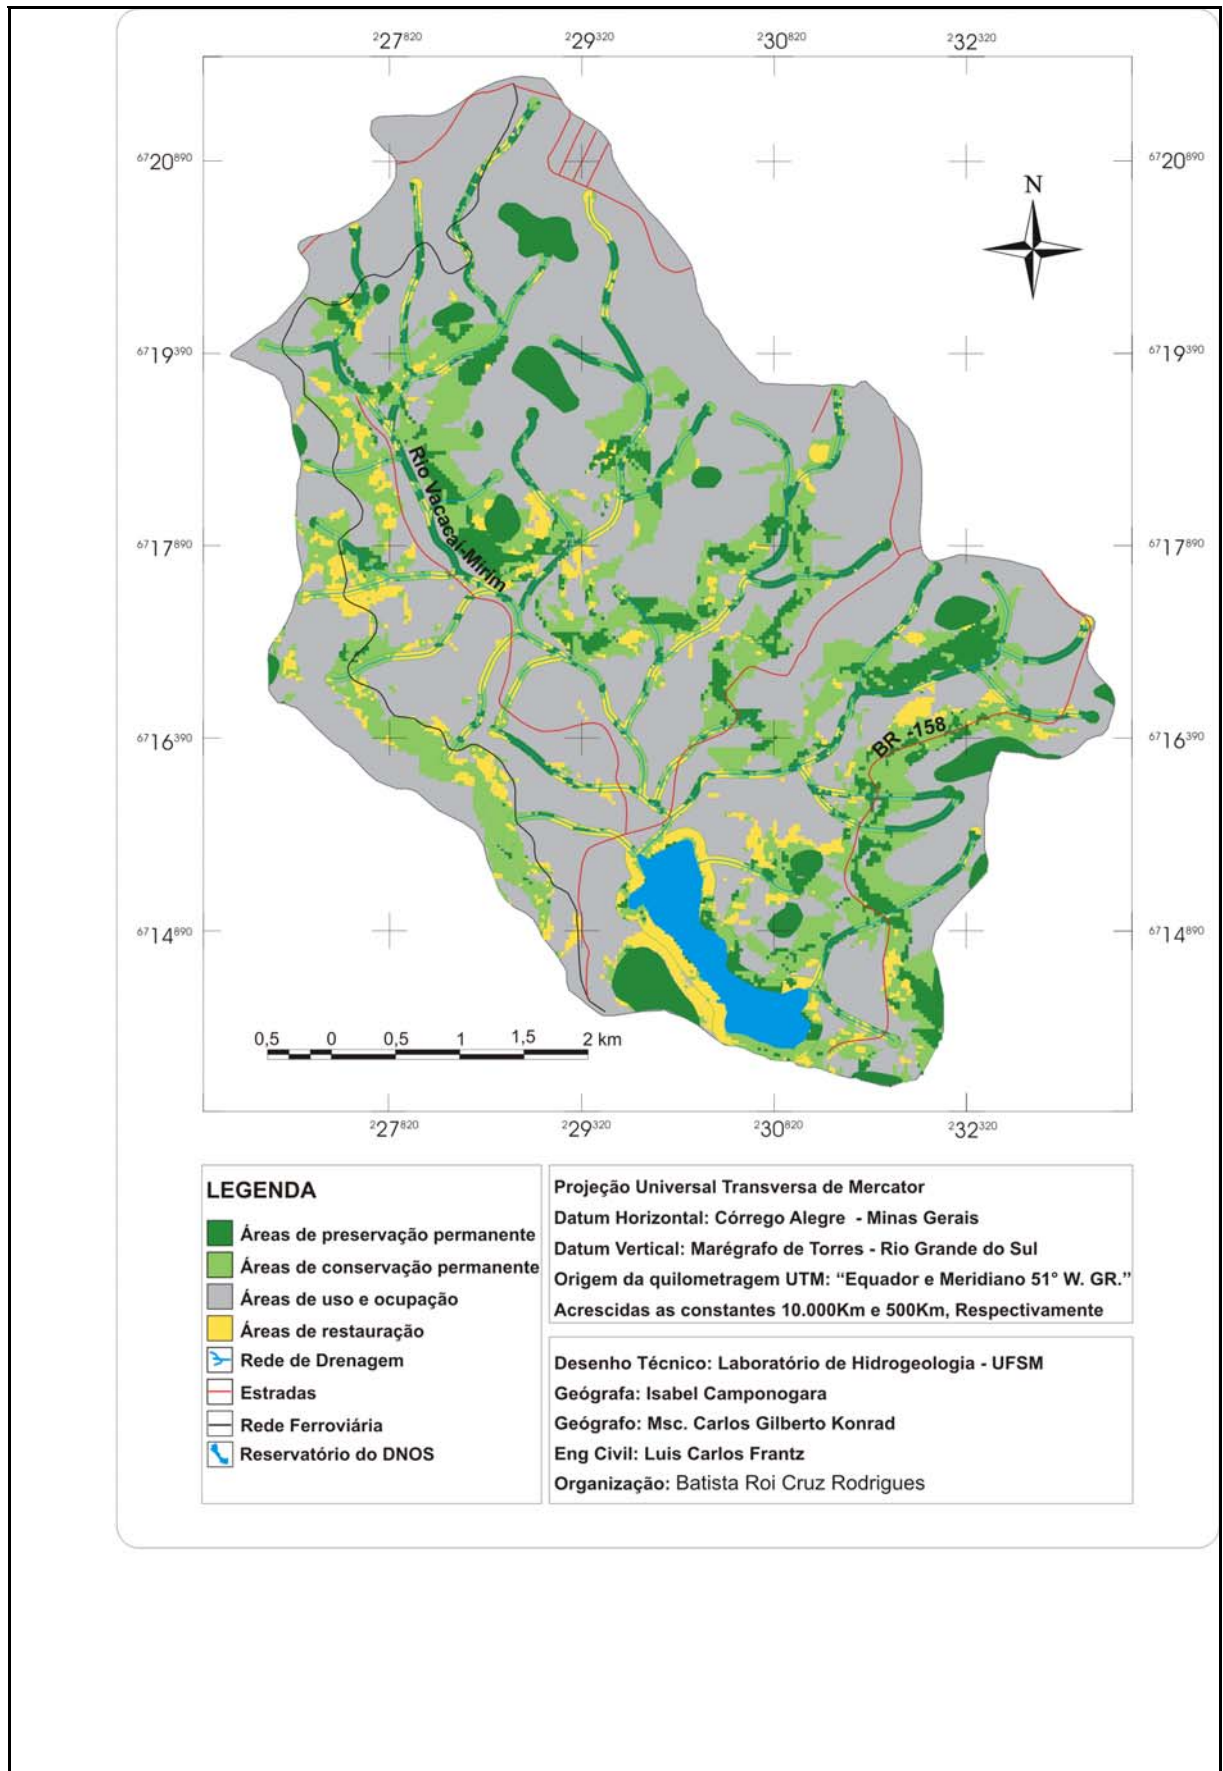 227820 229320 230820 232320
6720890 6720890
N
6719390 6719390
Rio Vacacaí-Mirim
6717890 6717890
6716390 6716390
BR -158
6714890 6714890
0,5 0 0,5 1 1,5 2 km
227820 229320 230820 232320
LEGENDA
Áreas de preservação permanente
Áreas de conservação permanente
Áreas de uso e ocupação
Áreas de restauração
Rede de Drenagem
Estradas
Rede Ferroviária
Reservatório do DNOS
Projeção Universal Transversa de Mercator
Datum Horizontal: Córrego Alegre - Minas Gerais
Datum Vertical: Marégrafo de Torres - Rio Grande do Sul
Origem da quilometragem UTM: “Equador e Meridiano 51° W. GR.”
Acrescidas as constantes 10.000Km e 500Km, Respectivamente
Desenho Técnico: Laboratório de Hidrogeologia - UFSM
Geógrafa: Isabel Camponogara
Geógrafo: Msc. Carlos Gilberto Konrad
Eng Civil: Luis Carlos Frantz
Organização: Batista Roi Cruz Rodrigues